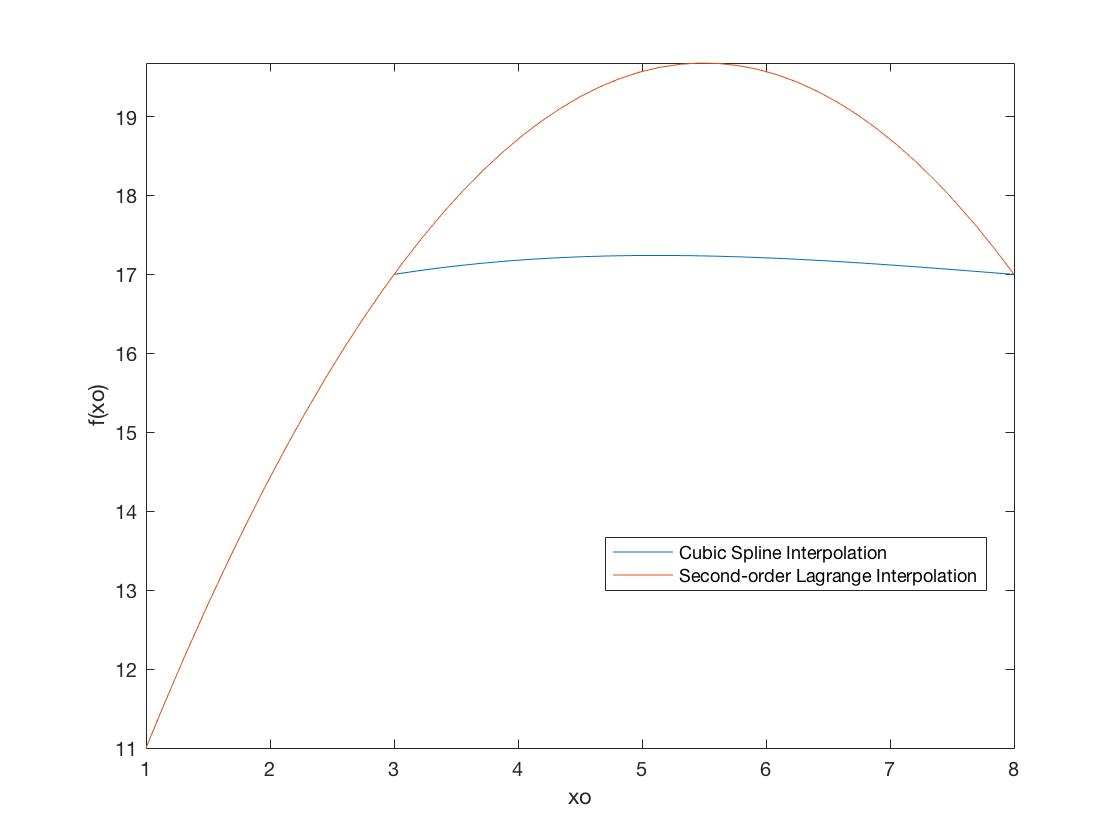 19
18
17
16
15
14
13
12
11
f(xo)
Cubic Spline Interpolation
Second-order Lagrange Interpolation
1 2 3 4 5 6 7 8
xo